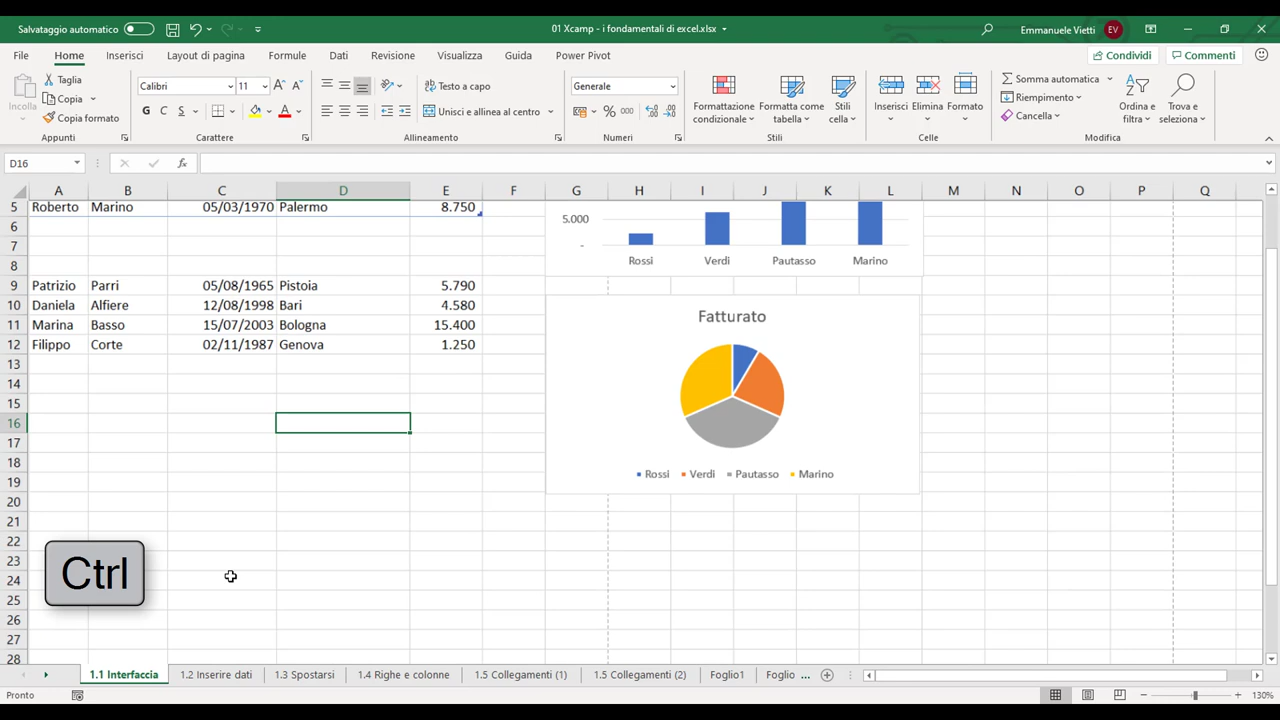 Salvataggio automatico
01 Xcamp - i fondamentali di excel.xlsx
Emmanuele Vietti EV
File Home Inserisci Layout di pagina Formule Dati Revisione Visualizza Guida Power Pivot Condividi Commenti
Incolla
Taglia
Copia
Copia formato
Appunti
Calibri 11
G C S
Carattere
Testo a capo
Unisci e allinea al centro
Allineamento
Generale
%
Numeri
Formattazione condizionale
Formatta come tabella
Stili cella
Stili
Inserisci Elimina Formato
Celle
Somma automatica
Riempimento
Cancella
Ordina e filtra
Trova e seleziona
Modifica
D16
fx
A B C D E F G H I J K L M N O P Q
5 Roberto Marino 05/03/1970 Palermo 8.750
6
7
8
9 Patrizio Parri 05/08/1965 Pistoia 5.790
10 Daniela Alfiere 12/08/1998 Bari 4.580
11 Marina Basso 15/07/2003 Bologna 15.400
12 Filippo Corte 02/11/1987 Genova 1.250
13
14
15
16
17
18
19
20
21
22
23
24
25
26
27
28
5.000
-
Rossi Verdi Pautasso Marino
Fatturato
Rossi Verdi Pautasso Marino
Ctrl
1.1 Interfaccia 1.2 Inserire dati 1.3 Spostarsi 1.4 Righe e colonne 1.5 Collegamenti (1) 1.5 Collegamenti (2) Foglio1 Foglio ...
Pronto
130%